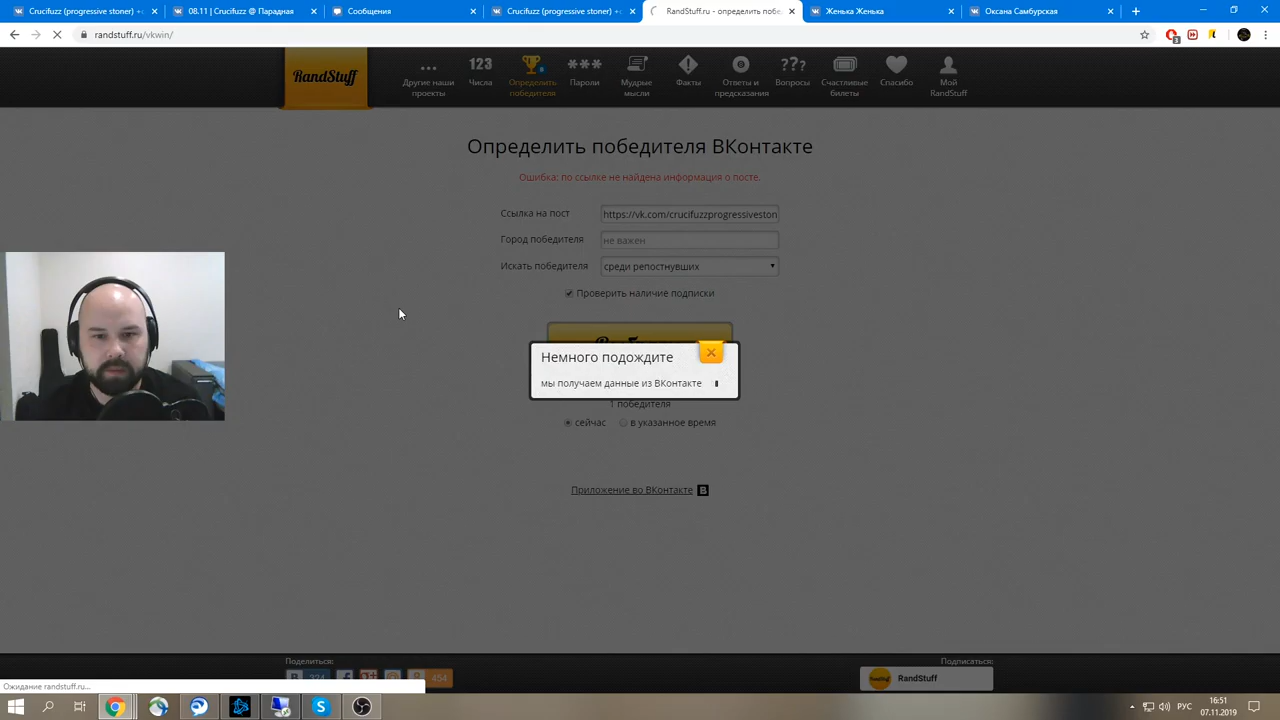 Crucifuzz (progressive stoner) +
08.11 | Crucifuzz @ Парадная
Сообщения
Crucifuzz (progressive stoner) +
RandStuff.ru - определить побе
Женька Женька
Оксана Самбурская
randstuff.ru/vkwin/
3
RandStuff
...
Другие наши
проекты
123
Числа
Определить
победителя
***
Пароли
Мудрые
мысли
Факты
Ответы и
предсказания
???
Вопросы
Счастливые
билеты
Спасибо
Мой
RandStuff
Определить победителя ВКонтакте
Ошибка: по ссылке не найдена информация о посте.
Ссылка на пост
https://vk.com/crucifuzzprogressiveston
Город победителя
не важен
Искать победителя
среди репостнувших
Проверить наличие подписки
Немного подождите
мы получаем данные из ВКонтакте
1 победителя
сейчас
в указанное время
Приложение во ВКонтакте
Поделиться:
324
454
Подписаться:
RandStuff
Ожидание randstuff.ru...
РУС
16:51
07.11.2019